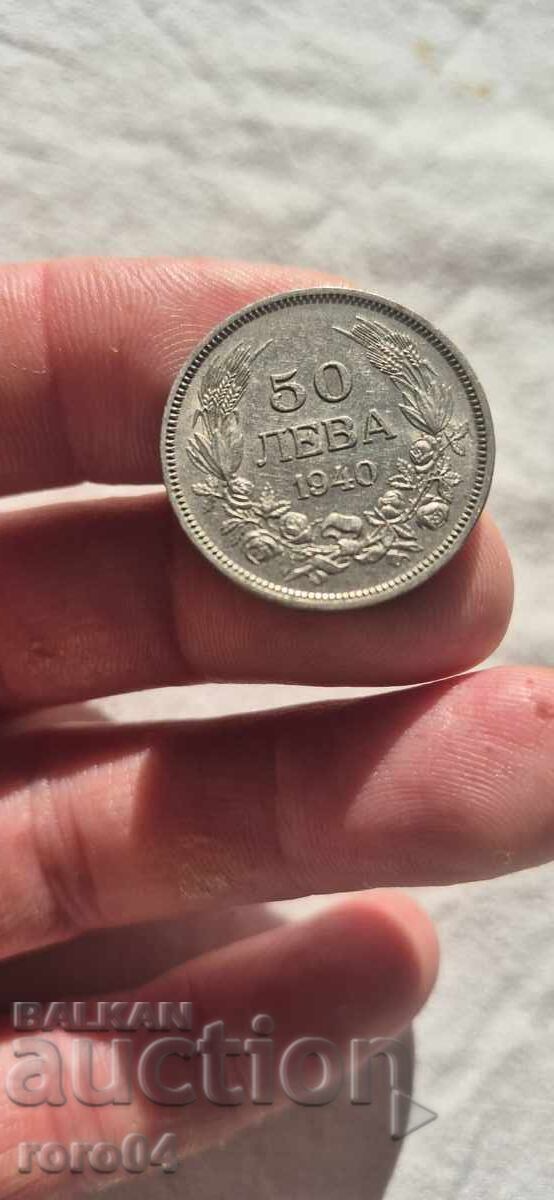 50
ЛЕВА
1940
BALKAN
auction
roro04